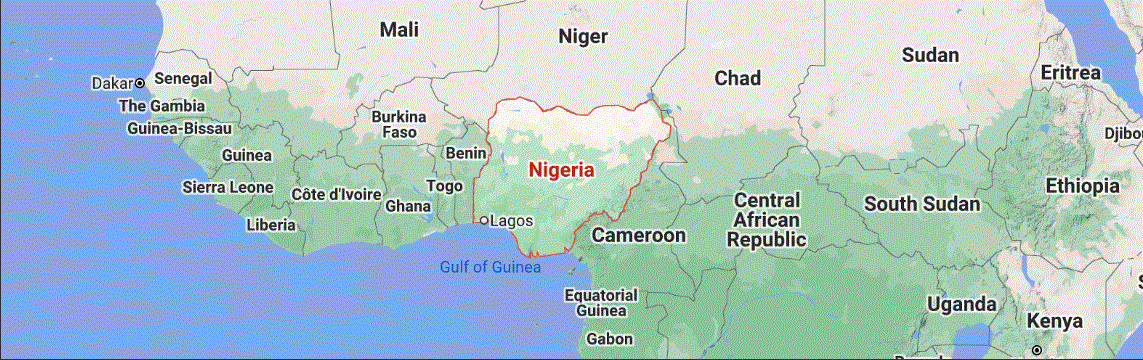 Mali
Niger
Sudan
Chad
Eritrea
Dakar
Senegal
The Gambia
Burkina
Faso
Guinea-Bissau
Djibou
Benin
Guinea
Nigeria
Togo
Ethiopia
Sierra Leone
Côte d'Ivoire
Ghana
Central
African
Republic
South Sudan
Liberia
Lagos
Cameroon
Gulf of Guinea
Equatorial
Guinea
Uganda
Kenya
Gabon